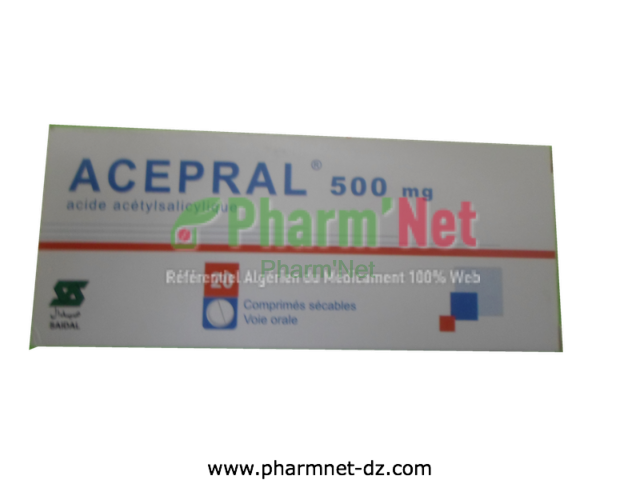 ACEPRAL® 500 mg
acide acétylsalicylique
Pharm'Net
Pharm'Net
Référentiel Algérien du Médicament 100% Web
20
Comprimés sécables
Voie orale
صيدال
SAIDAL
www.pharmnet-dz.com